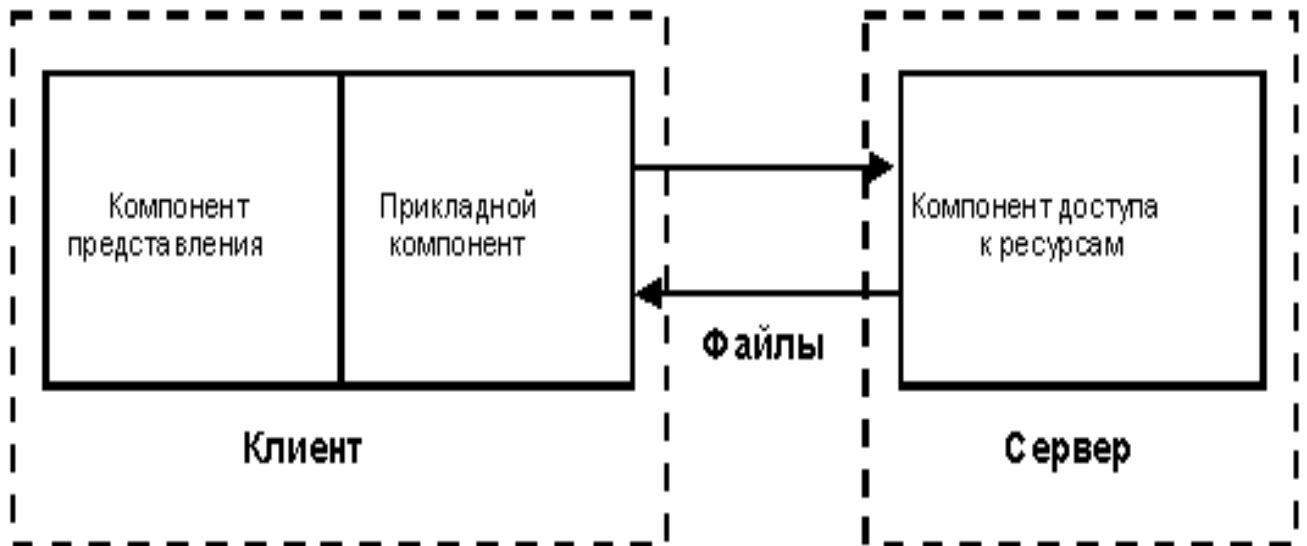 Компонент
представления
Прикладной
компонент
Компонент доступа
к ресурсам
Файлы
Клиент
Сервер